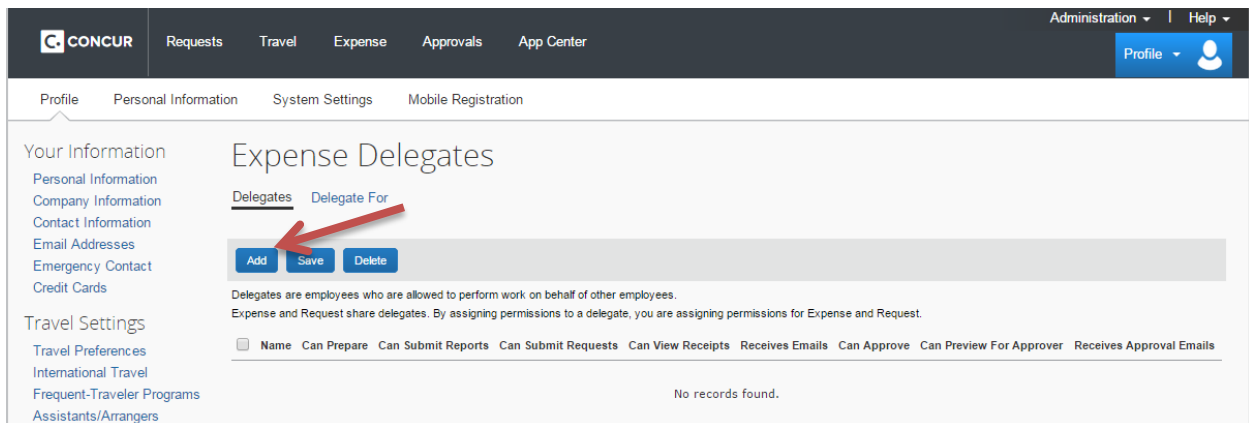 Administration | Help
C. CONCUR Requests Travel Expense Approvals App Center
Profile
Profile Personal Information System Settings Mobile Registration
Your Information
Personal Information
Company Information
Contact Information
Email Addresses
Emergency Contact
Credit Cards
Travel Settings
Travel Preferences
International Travel
Frequent-Traveler Programs
Assistants/Arrangers
Expense Delegates
Delegates Delegate For
Add Save Delete
Delegates are employees who are allowed to perform work on behalf of other employees.
Expense and Request share delegates. By assigning permissions to a delegate, you are assigning permissions for Expense and Request.
Name Can Prepare Can Submit Reports Can Submit Requests Can View Receipts Receives Emails Can Approve Can Preview For Approver Receives Approval Emails
No records found.